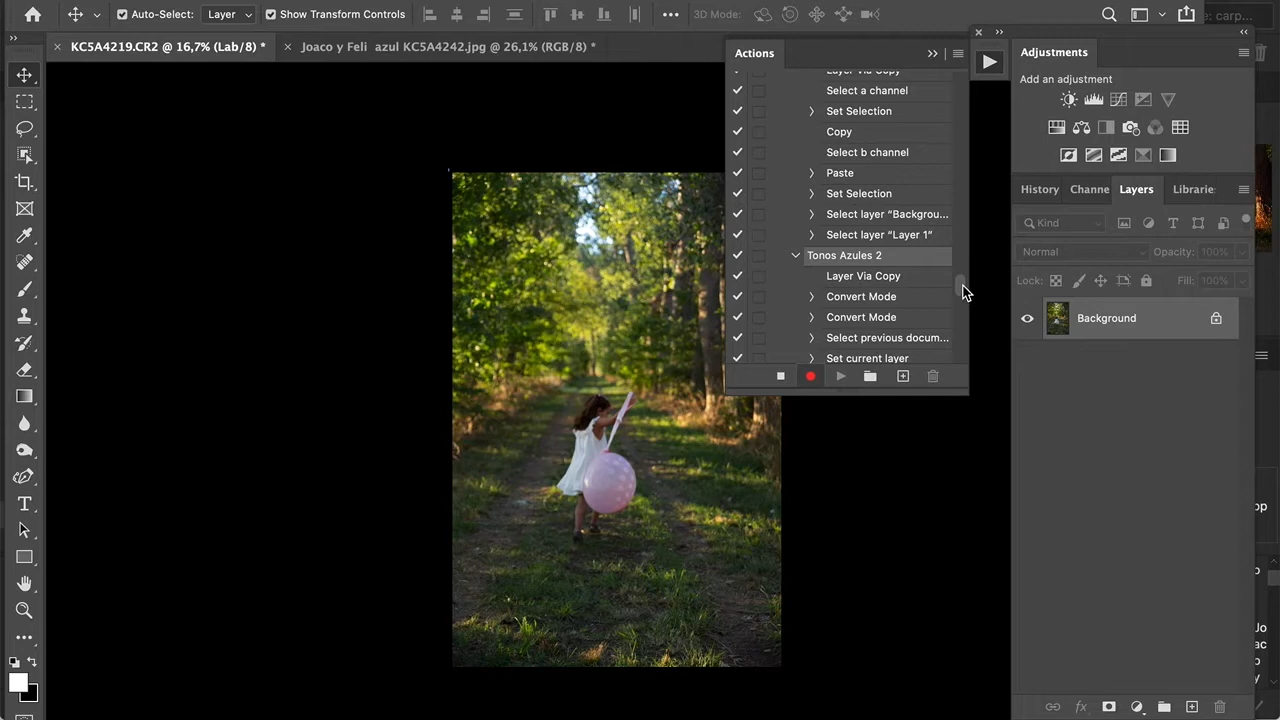 Auto-Select: Layer Show Transform Controls 3D Mode: : carp...
KC5A4219.CR2 @ 16,7% (Lab/8) * Joaco y Feli azul KC5A4242.jpg @ 26,1% (RGB/8) *
Actions
Layer Via Copy
Select a channel
Set Selection
Copy
Select b channel
Paste
Set Selection
Select layer “Backgrou...
Select layer “Layer 1”
Tonos Azules 2
Layer Via Copy
Convert Mode
Convert Mode
Select previous docum...
Set current layer
Adjustments
Add an adjustment
History Channe Layers Librarie
Kind
Normal Opacity: 100%
Lock: Fill: 100%
Background
op
Jo
ac
y